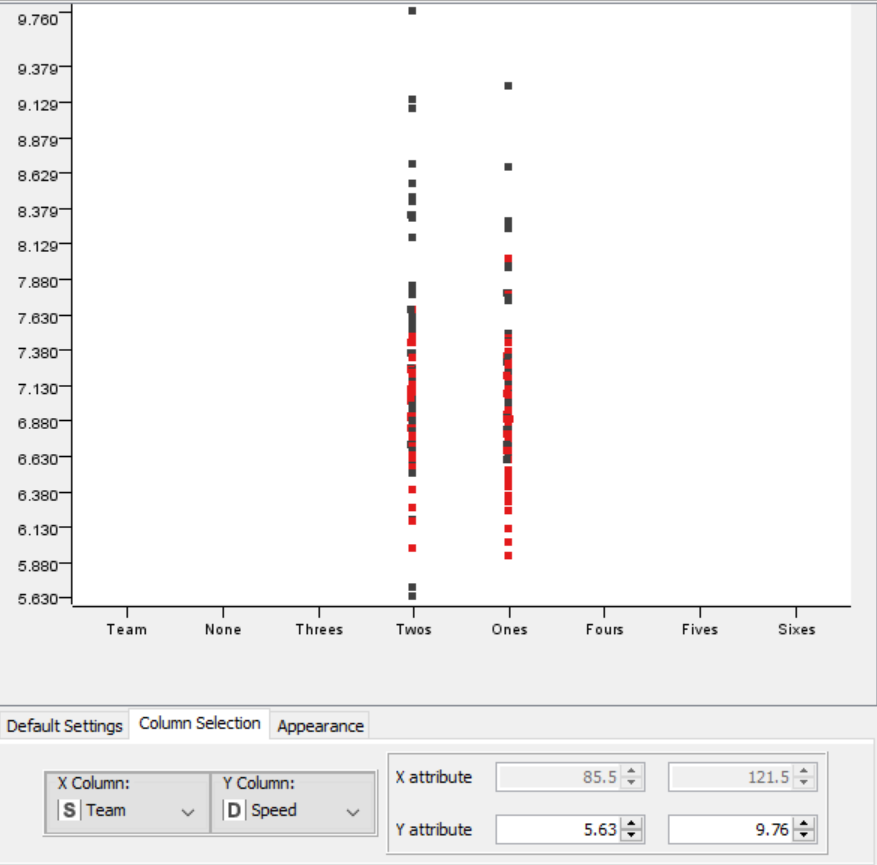 9.760
9.379
9.129
8.879
8.629
8.379
8.129
7.880
7.630
7.380
7.130
6.880
6.630
6.380
6.130
5.880
5.630
Team None Threes Twos Ones Fours Fives Sixes
Default Settings Column Selection Appearance
X Column: Y Column:
S Team D Speed
X attribute 85.5 121.5
Y attribute 5.63 9.76